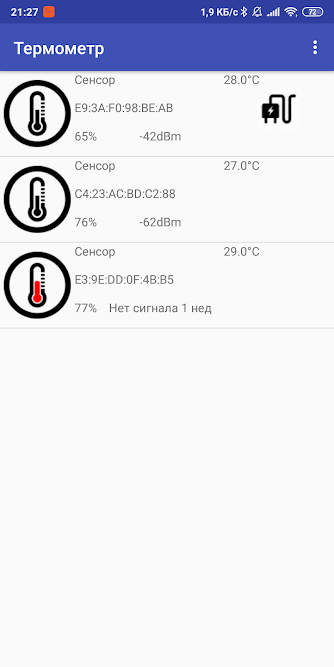 21:27 1,9 КБ/с 72
Термометр
Сенсор 28.0°C
E9:3A:F0:98:BE:AB
65% -42dBm
Сенсор 27.0°C
C4:23:AC:BD:C2:88
76% -62dBm
Сенсор 29.0°C
E3:9E:DD:0F:4B:B5
77% Нет сигнала 1 нед